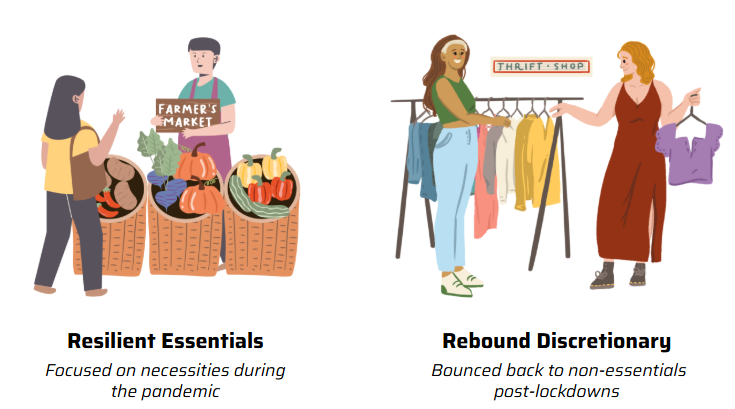 FARMER'S
MARKET
THRIFT·SHOP
Resilient Essentials
Focused on necessities during
the pandemic
Rebound Discretionary
Bounced back to non-essentials
post-lockdowns